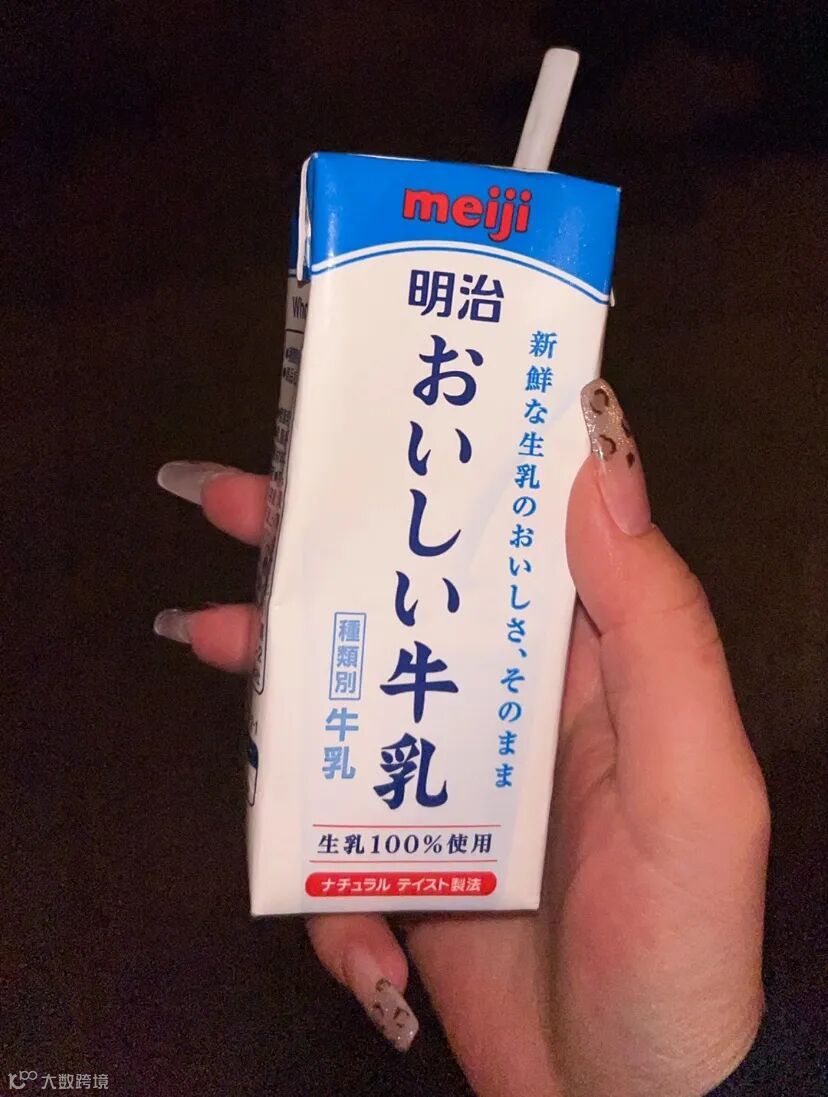 meiji
明治
おいしい牛乳
新鮮な生乳のおいしさ、そのまま
種類別
牛乳
生乳100%使用
ナチュラル テイスト製法
大数跨境